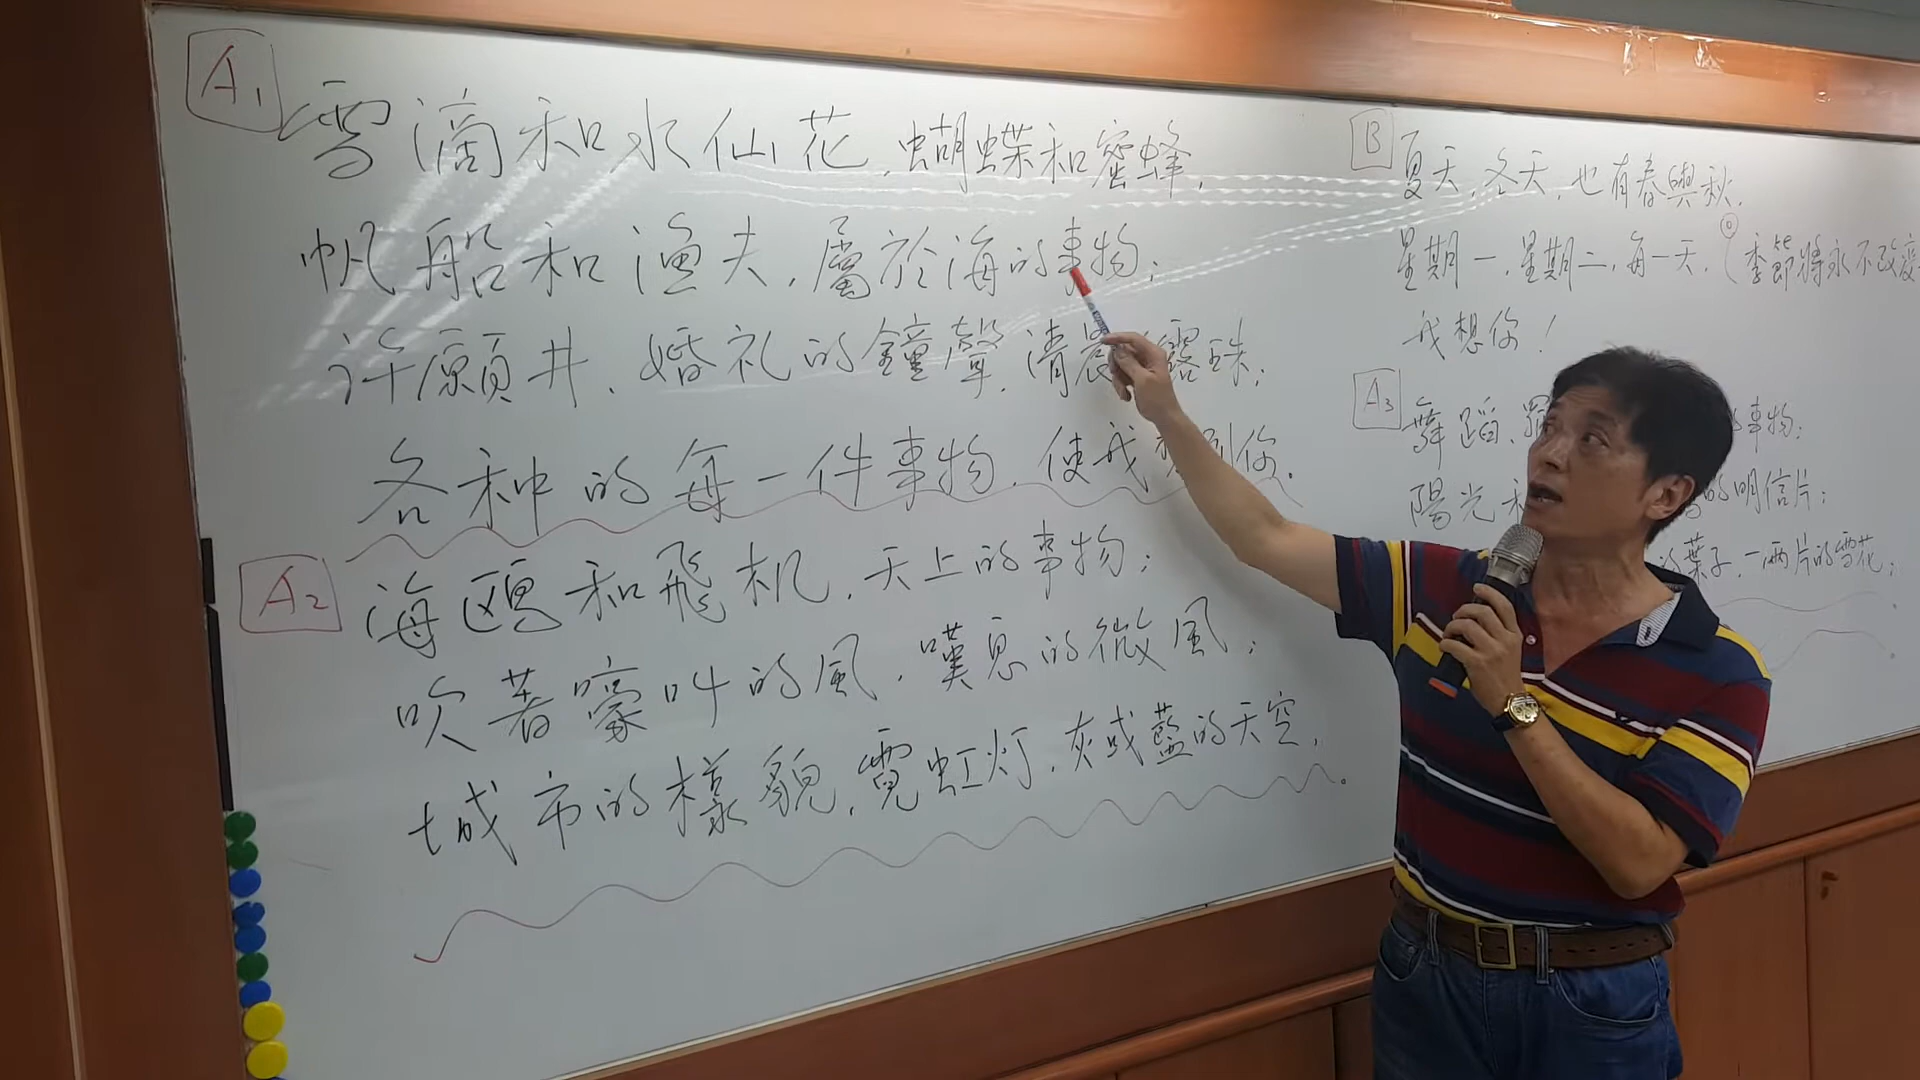 A1
雪滴和水仙花,蝴蝶和蜜蜂,
帆船和漁夫,屬於海的事物;
許願井,婚礼的鐘聲,清晨 露珠;
各种的每一件事物,使我想到你。
A2
海鷗和飛机,天上的事物;
吹著嚎叫的風,嘆息的微風;
城市的樣貌,霓虹灯,灰或藍的天空,
B
夏天,冬天,也有春與秋,
星期一,星期二,每一天,(季節將永不改變
我想你!
A3
舞蹈, 事物;
陽光和 的明信片;
的葉子,一兩片的雪花;